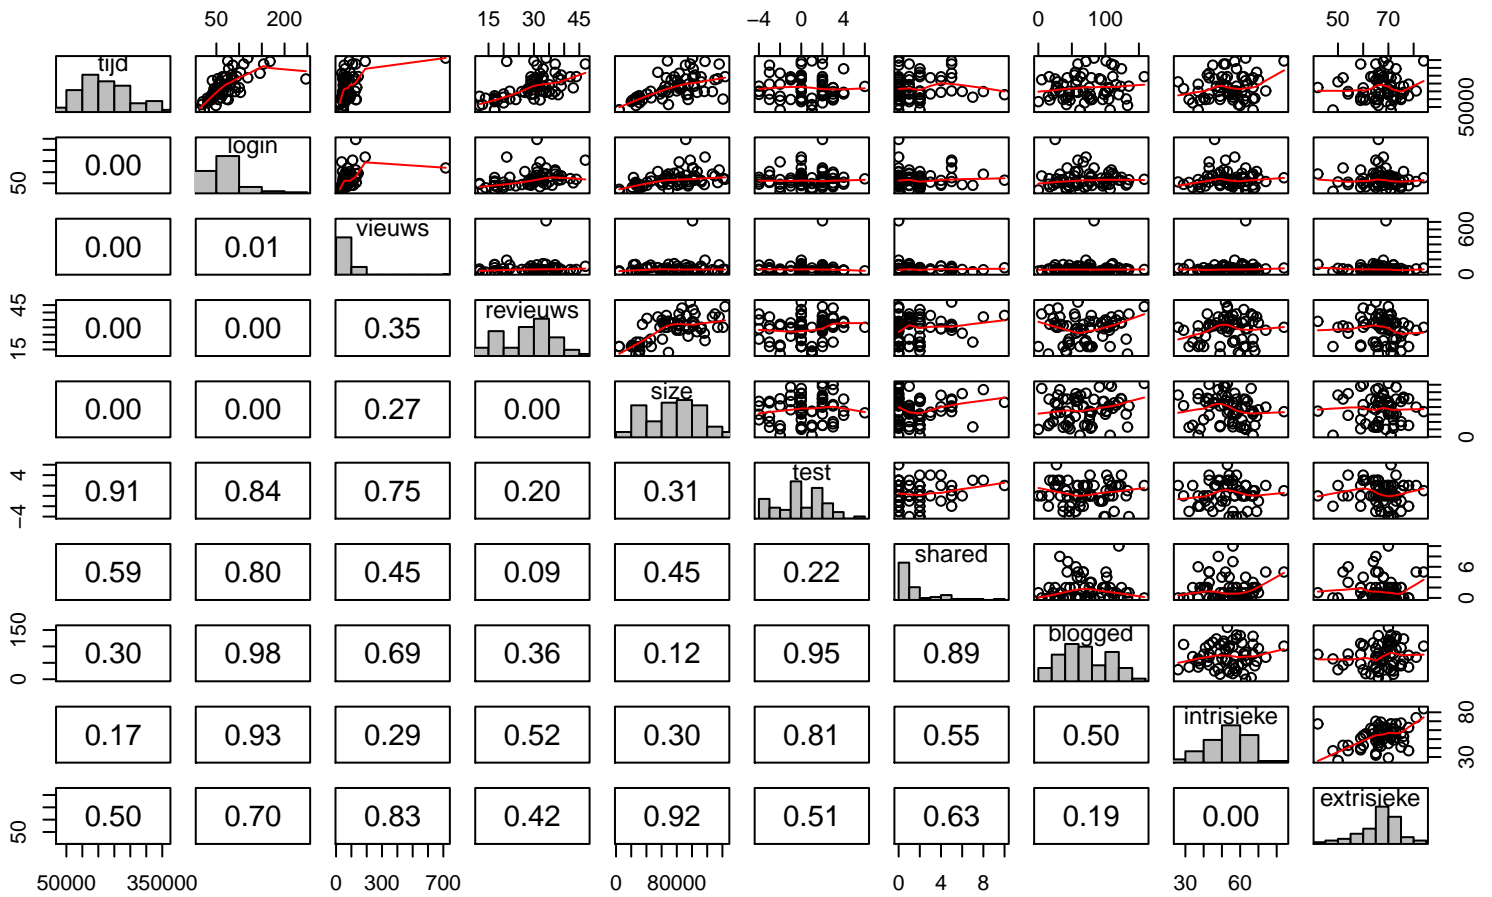 50 200 15 30 45 −4 0 4 0 100 50 70
tijd 50000
50 0.00 login
0.00 0.01 vieuws 0 600
15 45 0.00 0.00 0.35 revieuws
0.00 0.00 0.27 0.00 size 0
−4 4 0.91 0.84 0.75 0.20 0.31 test
0.59 0.80 0.45 0.09 0.45 0.22 shared 0 6
0 150 0.30 0.98 0.69 0.36 0.12 0.95 0.89 blogged
0.17 0.93 0.29 0.52 0.30 0.81 0.55 0.50 intrisieke 30 80
50 0.50 0.70 0.83 0.42 0.92 0.51 0.63 0.19 0.00 extrisieke
50000 350000 0 300 700 0 80000 0 4 8 30 60